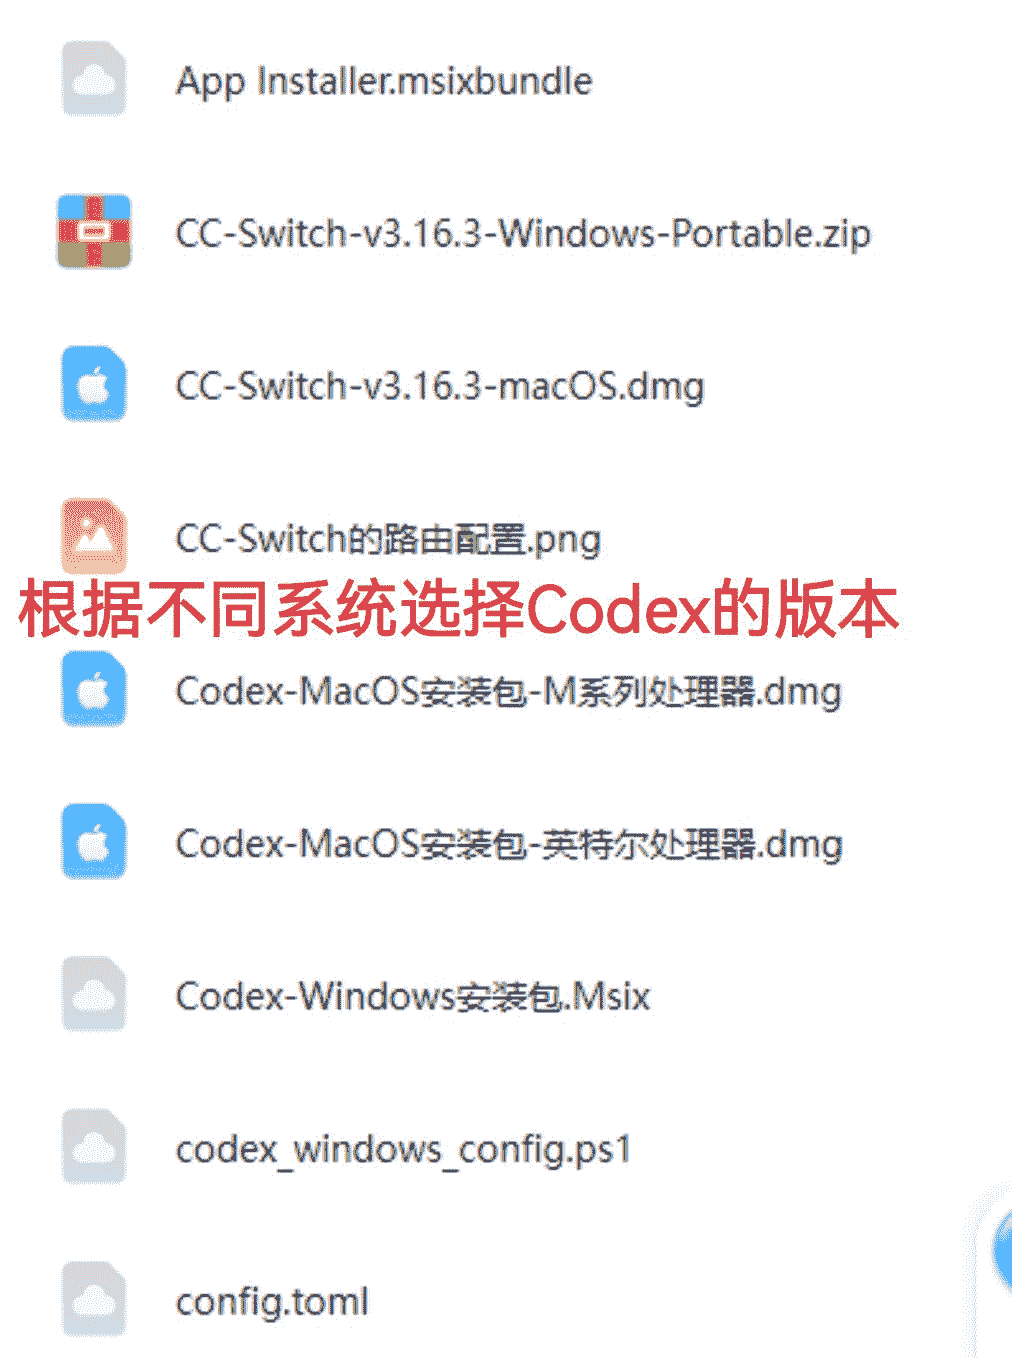 App Installer.msixbundle
CC-Switch-v3.16.3-Windows-Portable.zip
CC-Switch-v3.16.3-macOS.dmg
CC-Switch的路由配置.png
根据不同系统选择Codex的版本
Codex-MacOS安装包-M系列处理器.dmg
Codex-MacOS安装包-英特尔处理器.dmg
Codex-Windows安装包.Msix
codex_windows_config.ps1
config.toml